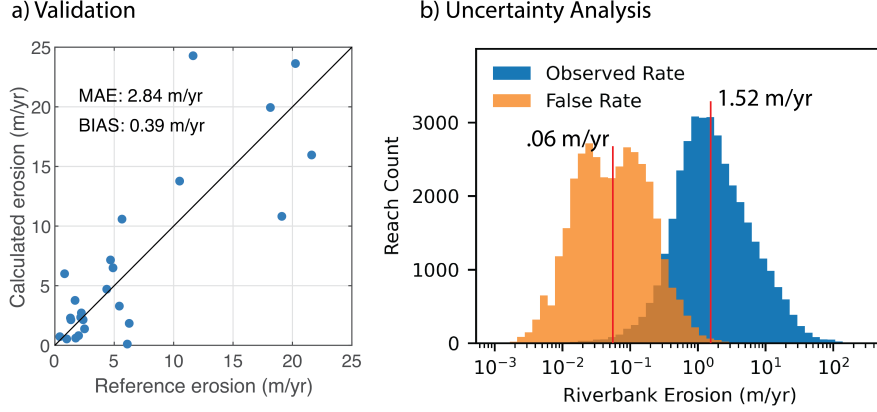 a) Validation
25
20
15
10
5
0
MAE: 2.84 m/yr
BIAS: 0.39 m/yr
Calculated erosion (m/yr)
0 5 10 15 20 25
Reference erosion (m/yr)
b) Uncertainty Analysis
Observed Rate
False Rate
1.52 m/yr
.06 m/yr
3000
2000
1000
0
Reach Count
10⁻³ 10⁻² 10⁻¹ 10⁰ 10¹ 10²
Riverbank Erosion (m/yr)